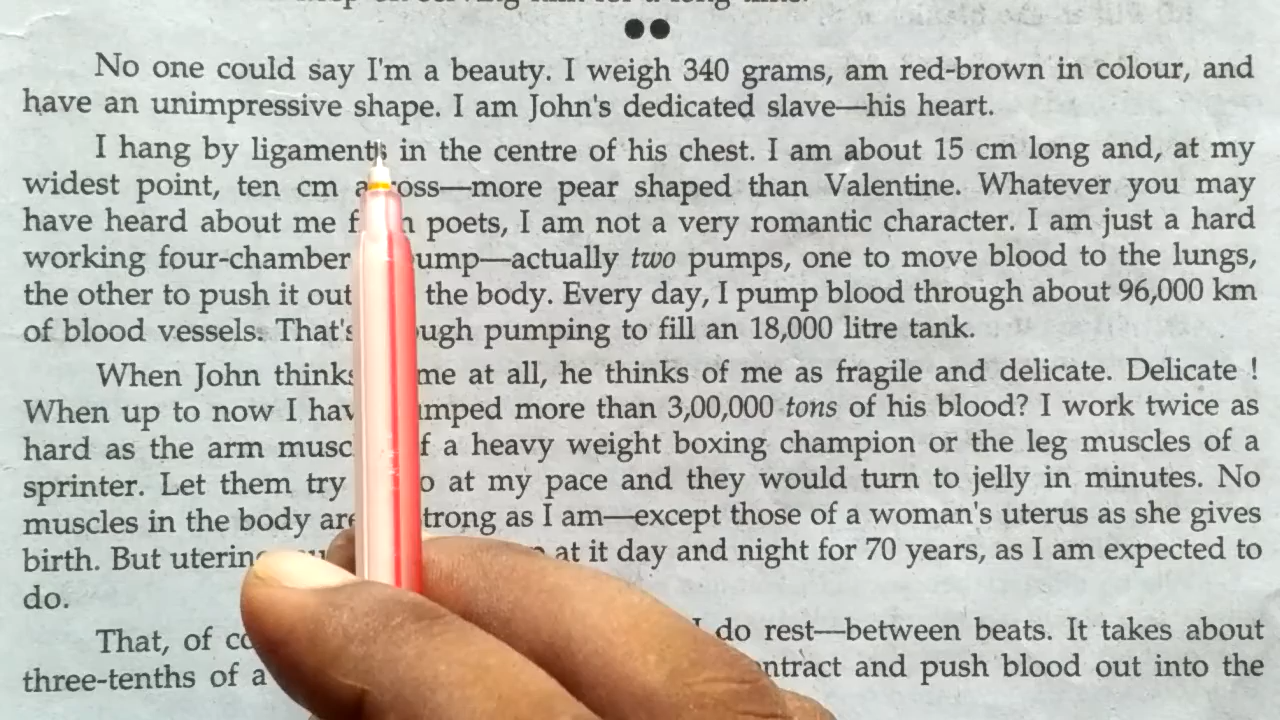 No one could say I'm a beauty. I weigh 340 grams, am red-brown in colour, and
have an unimpressive shape. I am John's dedicated slave—his heart.
I hang by ligaments in the centre of his chest. I am about 15 cm long and, at my
widest point, ten cm across—more pear shaped than Valentine. Whatever you may
have heard about me from poets, I am not a very romantic character. I am just a hard
working four-chamber pump—actually two pumps, one to move blood to the lungs,
the other to push it out the body. Every day, I pump blood through about 96,000 km
of blood vessels. That's enough pumping to fill an 18,000 litre tank.
When John thinks me at all, he thinks of me as fragile and delicate. Delicate !
When up to now I have pumped more than 3,00,000 tons of his blood? I work twice as
hard as the arm of a heavy weight boxing champion or the leg muscles of a
sprinter. Let them try at my pace and they would turn to jelly in minutes. No
muscles in the body are strong as I am—except those of a woman's uterus as she gives
birth. But at it day and night for 70 years, as I am expected to
do.
That, of I do rest—between beats. It takes about
three-tenths of a contract and push blood out into the